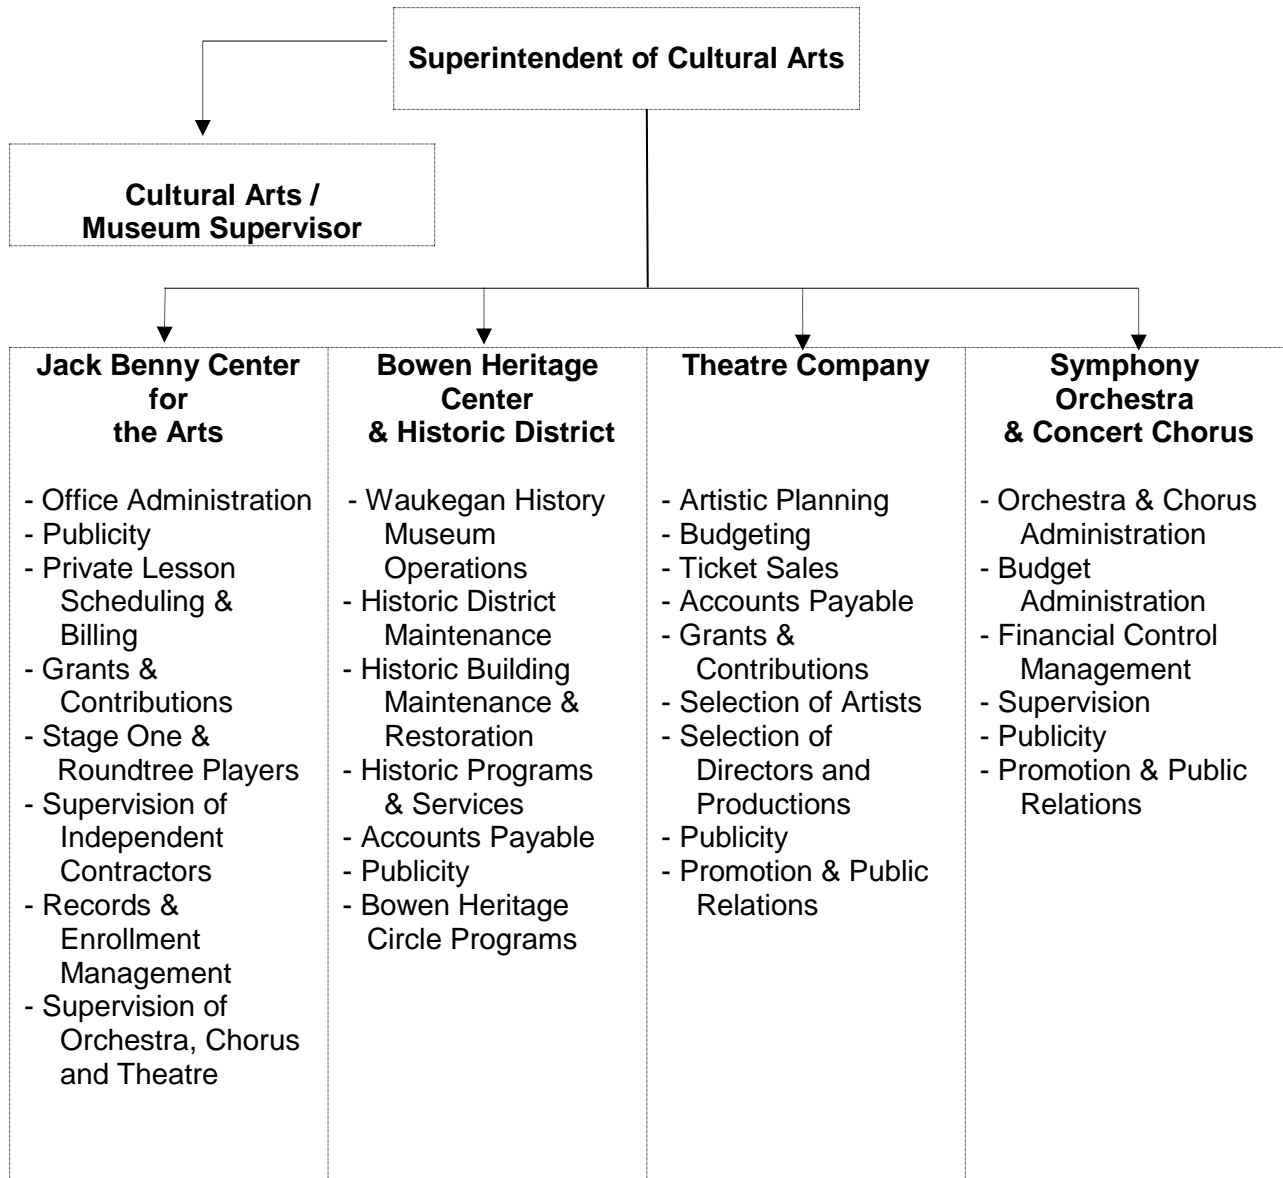 Superintendent of Cultural Arts
Cultural Arts /
Museum Supervisor
Jack Benny Center
for
the Arts
- Office Administration
- Publicity
- Private Lesson
Scheduling &
Billing
- Grants &
Contributions
- Stage One &
Roundtree Players
- Supervision of
Independent
Contractors
- Records &
Enrollment
Management
- Supervision of
Orchestra, Chorus
and Theatre
Bowen Heritage
Center
& Historic District
- Waukegan History
Museum
Operations
- Historic District
Maintenance
- Historic Building
Maintenance &
Restoration
- Historic Programs
& Services
- Accounts Payable
- Publicity
- Bowen Heritage
Circle Programs
Theatre Company
- Artistic Planning
- Budgeting
- Ticket Sales
- Accounts Payable
- Grants &
Contributions
- Selection of Artists
- Selection of
Directors and
Productions
- Publicity
- Promotion & Public
Relations
Symphony
Orchestra
& Concert Chorus
- Orchestra & Chorus
Administration
- Budget
Administration
- Financial Control
Management
- Supervision
- Publicity
- Promotion & Public
Relations